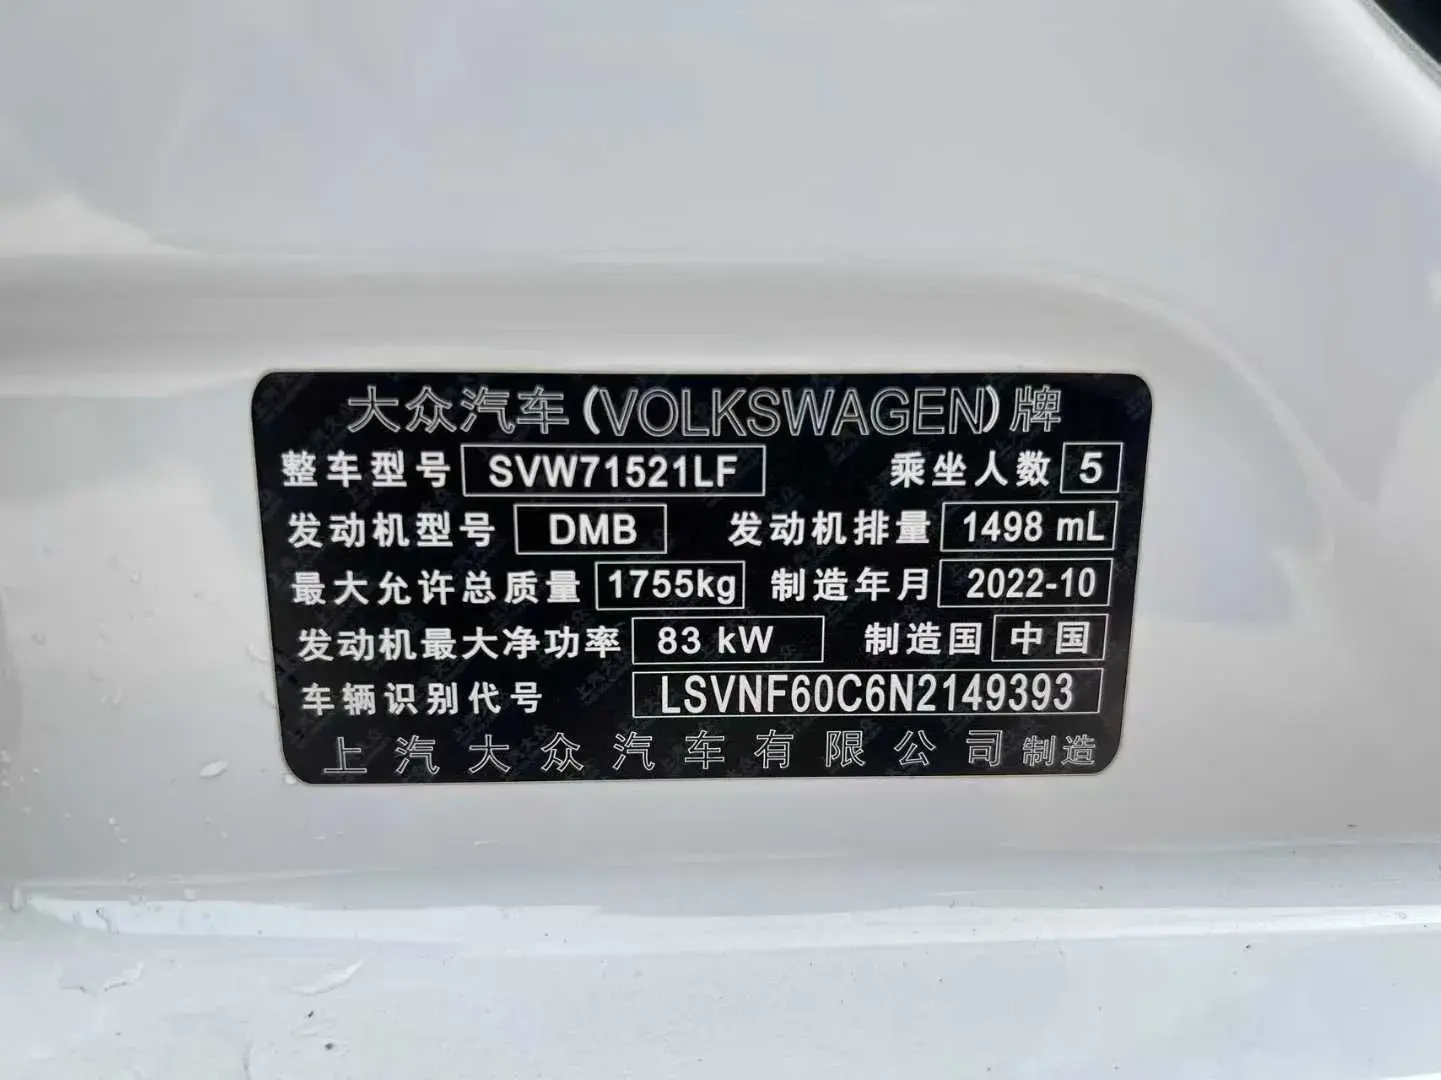 大众汽车(VOLKSWAGEN)牌
整车型号 SVW71521LF 乘坐人数 5
发动机型号 DMB 发动机排量 1498 mL
最大允许总质量 1755kg 制造年月 2022-10
发动机最大净功率 83 kW 制造国 中国
车辆识别代号 LSVNF60C6N2149393
上汽大众汽车有限公司制造